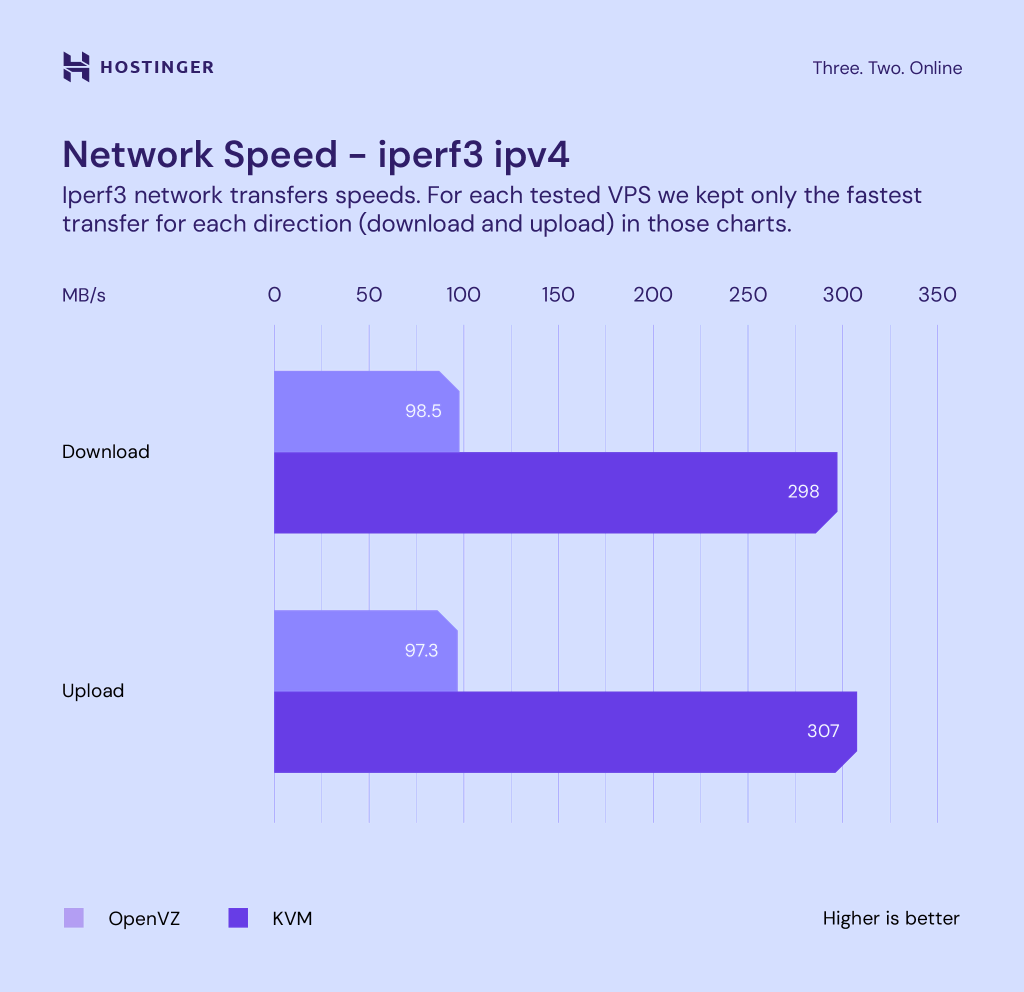 HOSTINGER
Three. Two. Online
Network Speed – iperf3 ipv4
Iperf3 network transfers speeds. For each tested VPS we kept only the fastest
transfer for each direction (download and upload) in those charts.
MB/s 0 50 100 150 200 250 300 350
98.5
Download
298
97.3
Upload
307
OpenVZ KVM
Higher is better